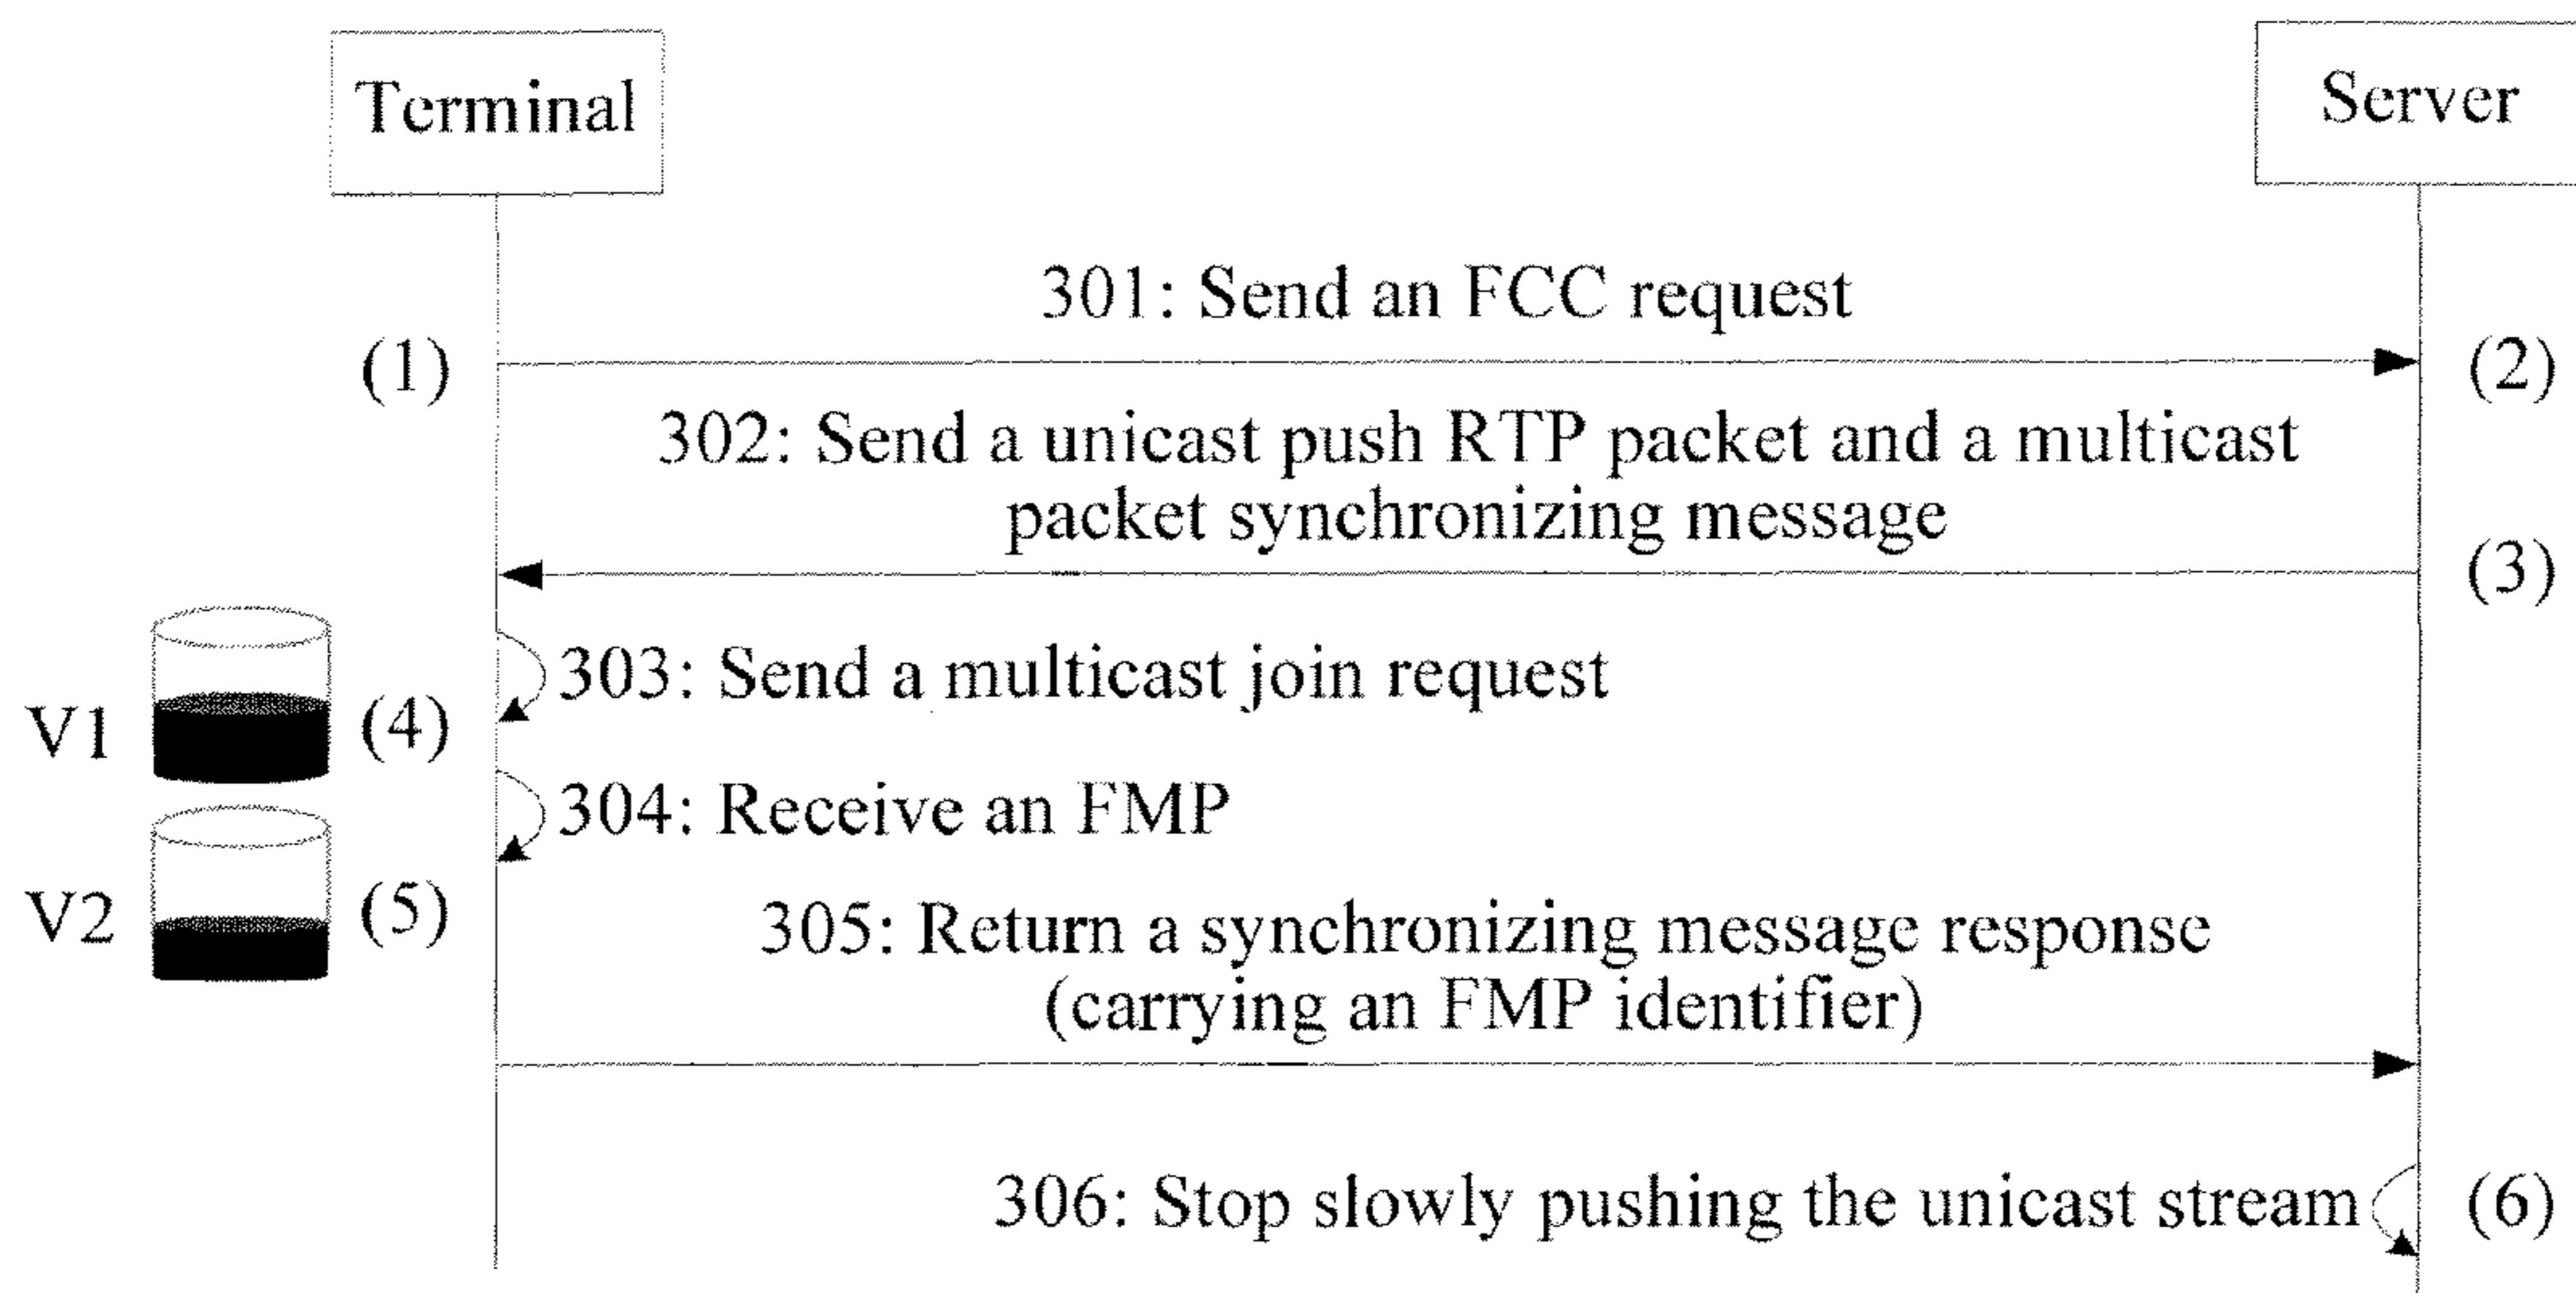 Terminal
Server
301: Send an FCC request
(1)
(2)
302: Send a unicast push RTP packet and a multicast
packet synchronizing message
(3)
303: Send a multicast join request
V1
(4)
304: Receive an FMP
V2
(5)
305: Return a synchronizing message response
(carrying an FMP identifier)
306: Stop slowly pushing the unicast stream
(6)